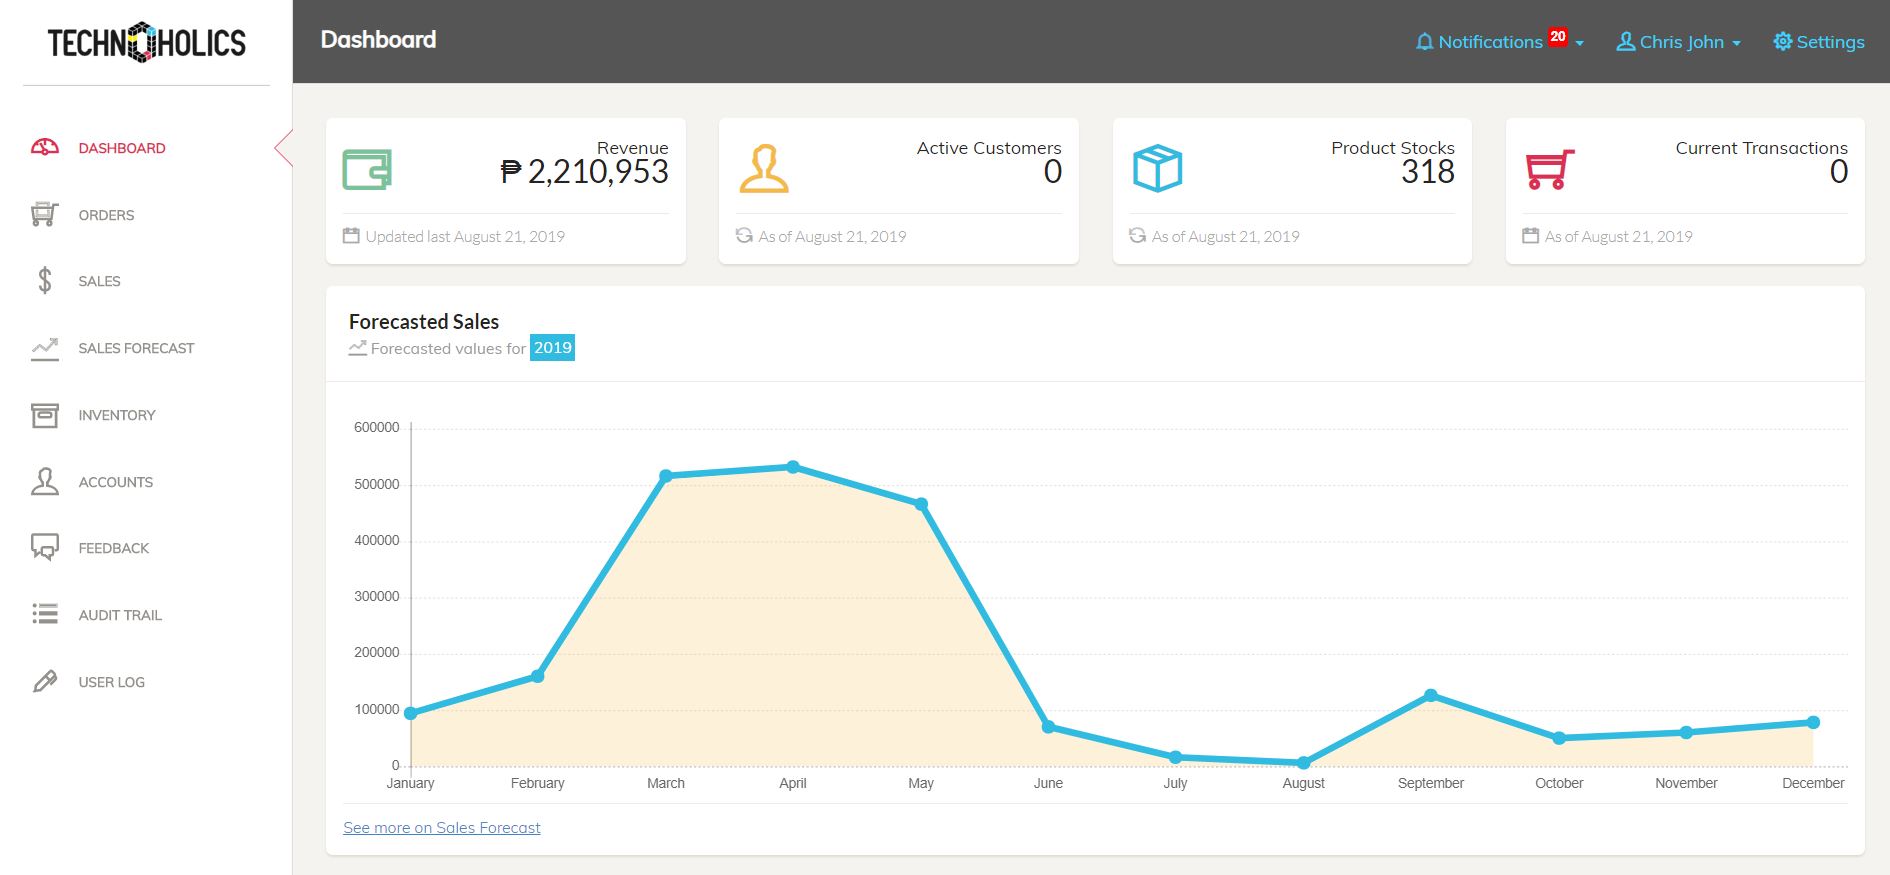 TECHNOHOLICS
Dashboard
Notifications 20
Chris John
Settings
DASHBOARD
ORDERS
SALES
SALES FORECAST
INVENTORY
ACCOUNTS
FEEDBACK
AUDIT TRAIL
USER LOG
Revenue
₱ 2,210,953
Updated last August 21, 2019
Active Customers
0
As of August 21, 2019
Product Stocks
318
As of August 21, 2019
Current Transactions
0
As of August 21, 2019
Forecasted Sales
Forecasted values for 2019
600000
500000
400000
300000
200000
100000
0
January February March April May June July August September October November December
See more on Sales Forecast